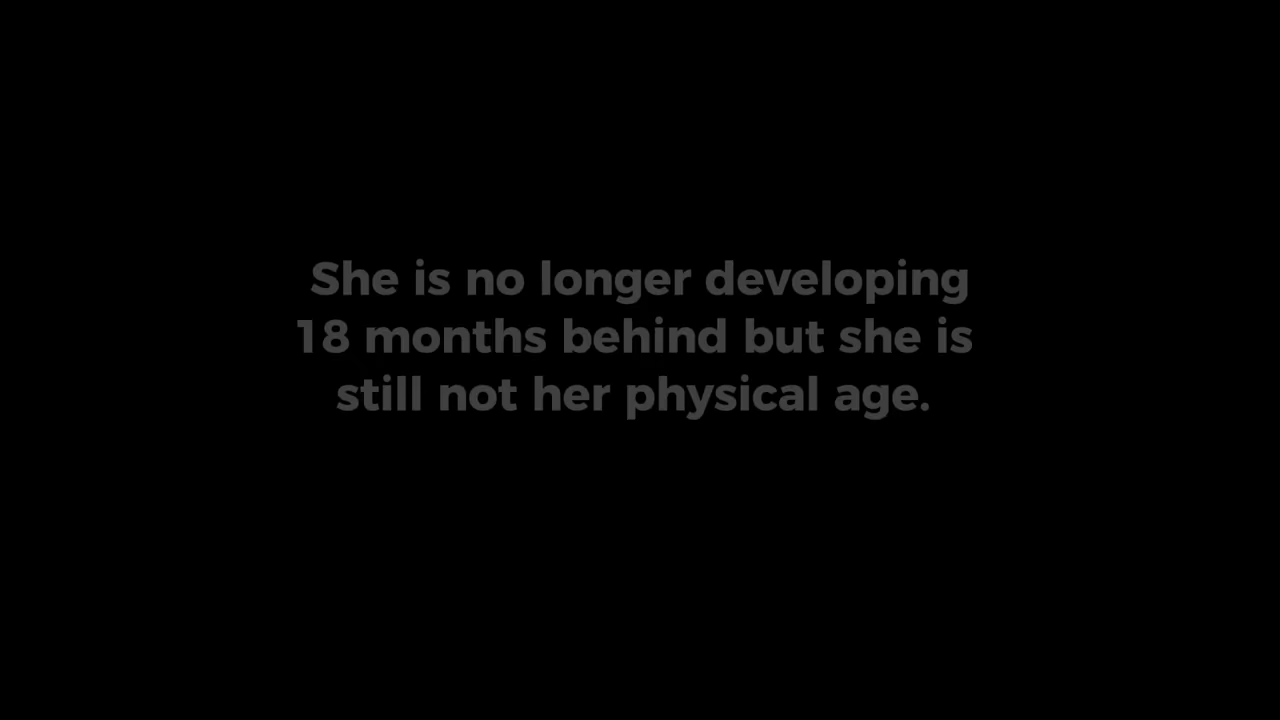 She is no longer developing
18 months behind but she is
still not her physical age.